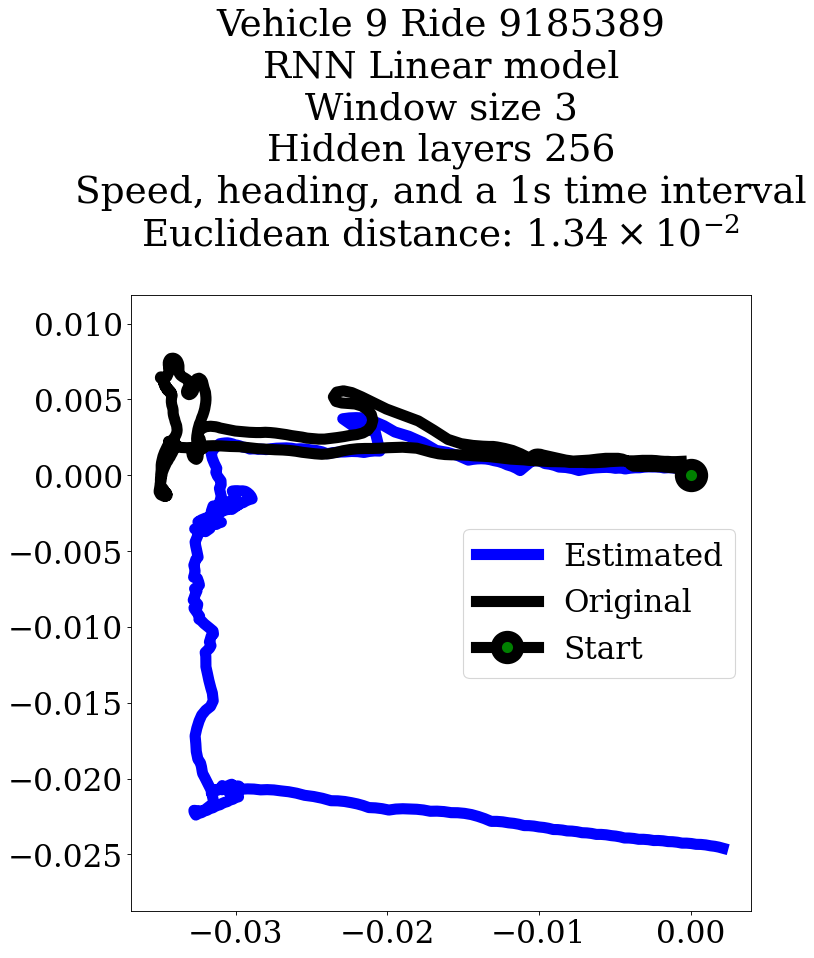 Vehicle 9 Ride 9185389
RNN Linear model
Window size 3
Hidden layers 256
Speed, heading, and a 1s time interval
Euclidean distance: 1.34 × 10⁻²
0.010
0.005
0.000
−0.005
−0.010
−0.015
−0.020
−0.025
Estimated
Original
Start
−0.03
−0.02
−0.01
0.00